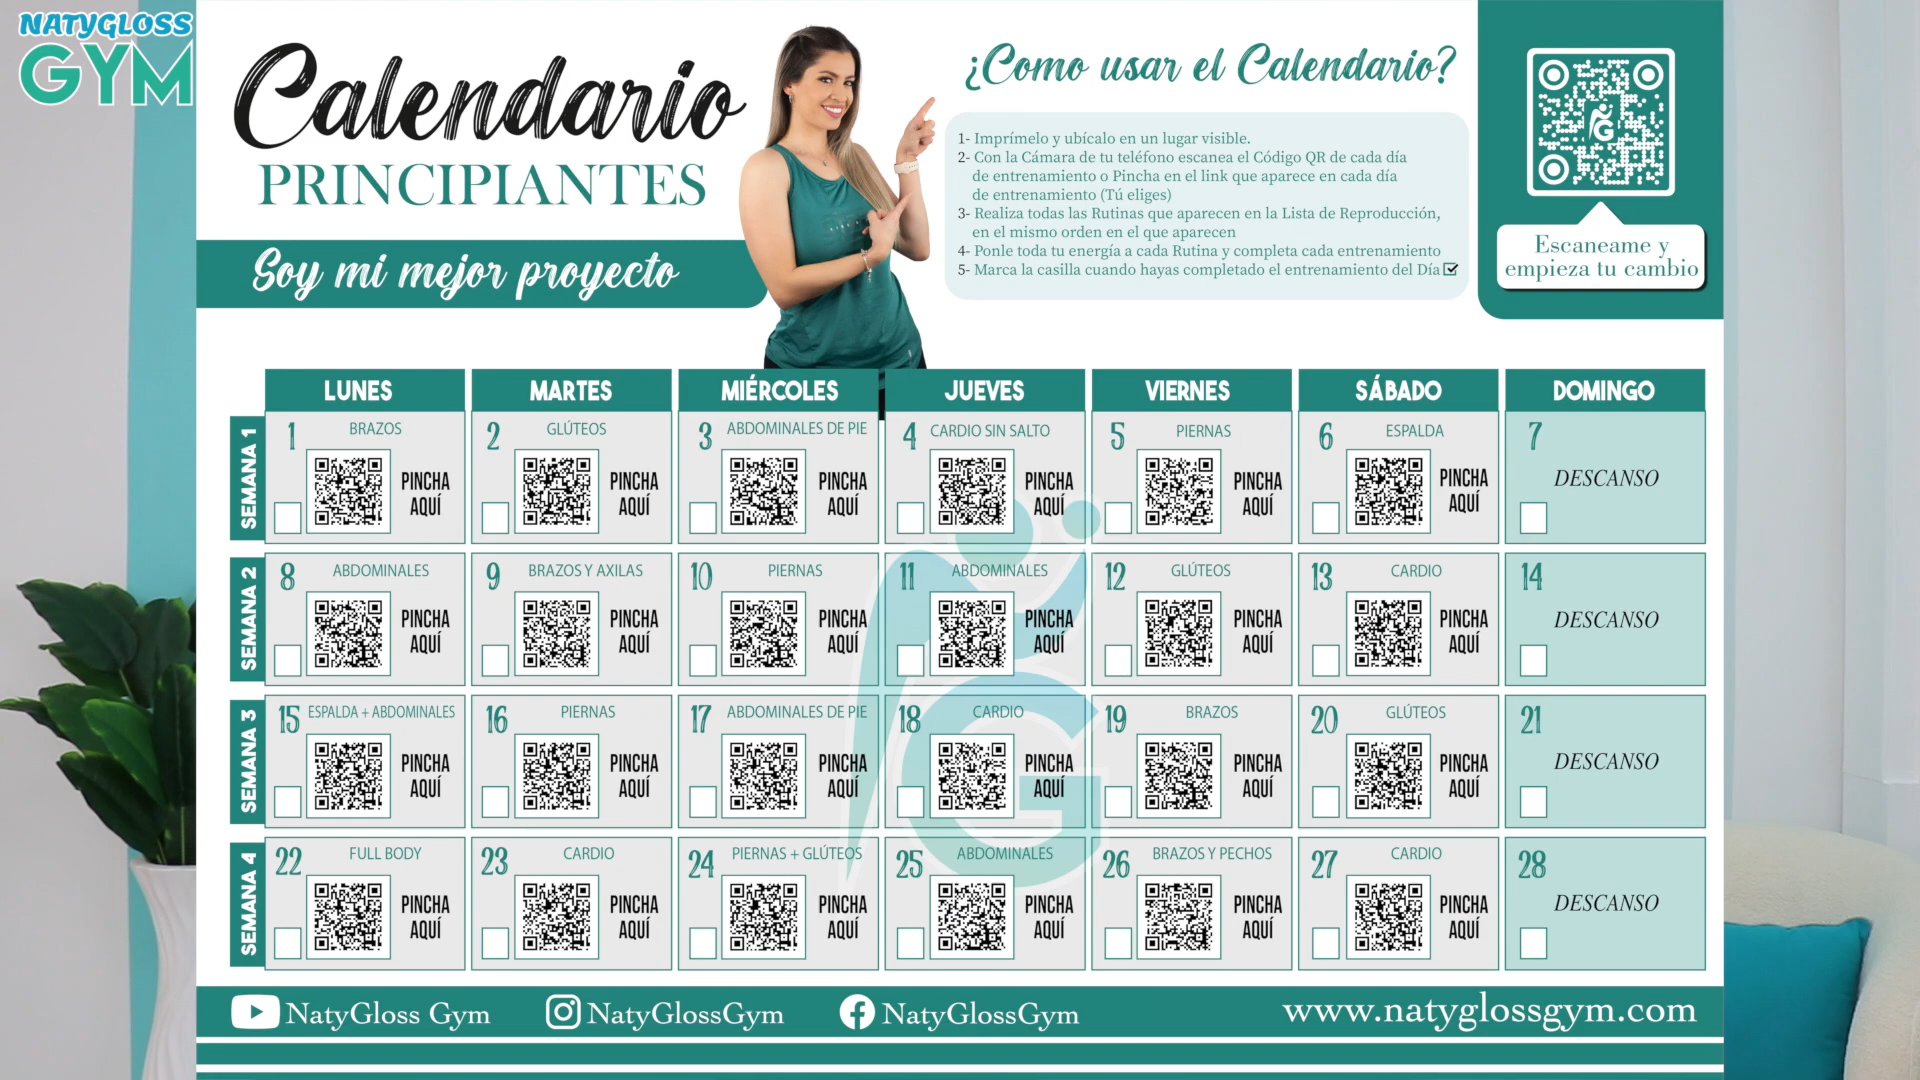 NATYGLOSS
GYM
Calendario
PRINCIPIANTES
Soy mi mejor proyecto
¿Como usar el Calendario?
1- Imprímelo y ubícalo en un lugar visible.
2- Con la Cámara de tu teléfono escanea el Código QR de cada día
de entrenamiento o Pincha en el link que aparece en cada día
de entrenamiento (Tú eliges)
3- Realiza todas las Rutinas que aparecen en la Lista de Reproducción,
en el mismo orden en el que aparecen
4- Ponle toda tu energía a cada Rutina y completa cada entrenamiento
5- Marca la casilla cuando hayas completado el entrenamiento del Día
G
Escaneame y
empieza tu cambio
LUNES MARTES MIÉRCOLES JUEVES VIERNES SÁBADO DOMINGO
SEMANA 1
1 BRAZOS
PINCHA
AQUÍ
2 GLÚTEOS
PINCHA
AQUÍ
3 ABDOMINALES DE PIE
PINCHA
AQUÍ
4 CARDIO SIN SALTO
PINCHA
AQUÍ
5 PIERNAS
PINCHA
AQUÍ
6 ESPALDA
PINCHA
AQUÍ
7
DESCANSO
SEMANA 2
8 ABDOMINALES
PINCHA
AQUÍ
9 BRAZOS Y AXILAS
PINCHA
AQUÍ
10 PIERNAS
PINCHA
AQUÍ
11 ABDOMINALES
PINCHA
AQUÍ
12 GLÚTEOS
PINCHA
AQUÍ
13 CARDIO
PINCHA
AQUÍ
14
DESCANSO
SEMANA 3
15 ESPALDA + ABDOMINALES
PINCHA
AQUÍ
16 PIERNAS
PINCHA
AQUÍ
17 ABDOMINALES DE PIE
PINCHA
AQUÍ
18 CARDIO
PINCHA
AQUÍ
19 BRAZOS
PINCHA
AQUÍ
20 GLÚTEOS
PINCHA
AQUÍ
21
DESCANSO
SEMANA 4
22 FULL BODY
PINCHA
AQUÍ
23 CARDIO
PINCHA
AQUÍ
24 PIERNAS + GLÚTEOS
PINCHA
AQUÍ
25 ABDOMINALES
PINCHA
AQUÍ
26 BRAZOS Y PECHOS
PINCHA
AQUÍ
27 CARDIO
PINCHA
AQUÍ
28
DESCANSO
G
NatyGloss Gym NatyGlossGym NatyGlossGym www.natyglossgym.com